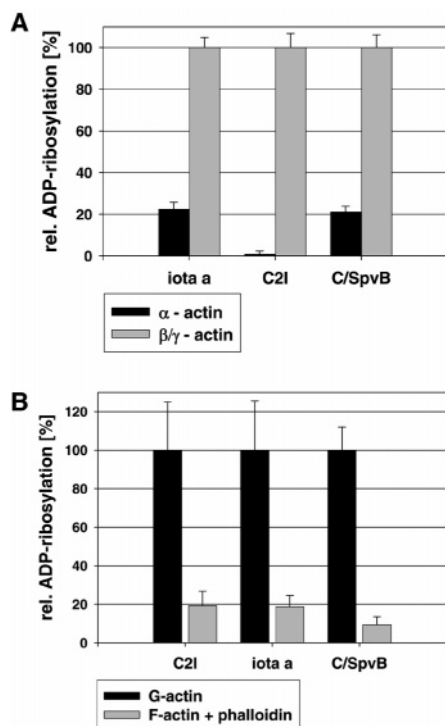 A
rel. ADP-ribosylation [%]
100
80
60
40
20
0
iota a C2I C/SpvB
α - actin
β/γ - actin
B
rel. ADP-ribosylation [%]
120
100
80
60
40
20
0
C2I iota a C/SpvB
G-actin
F-actin + phalloidin